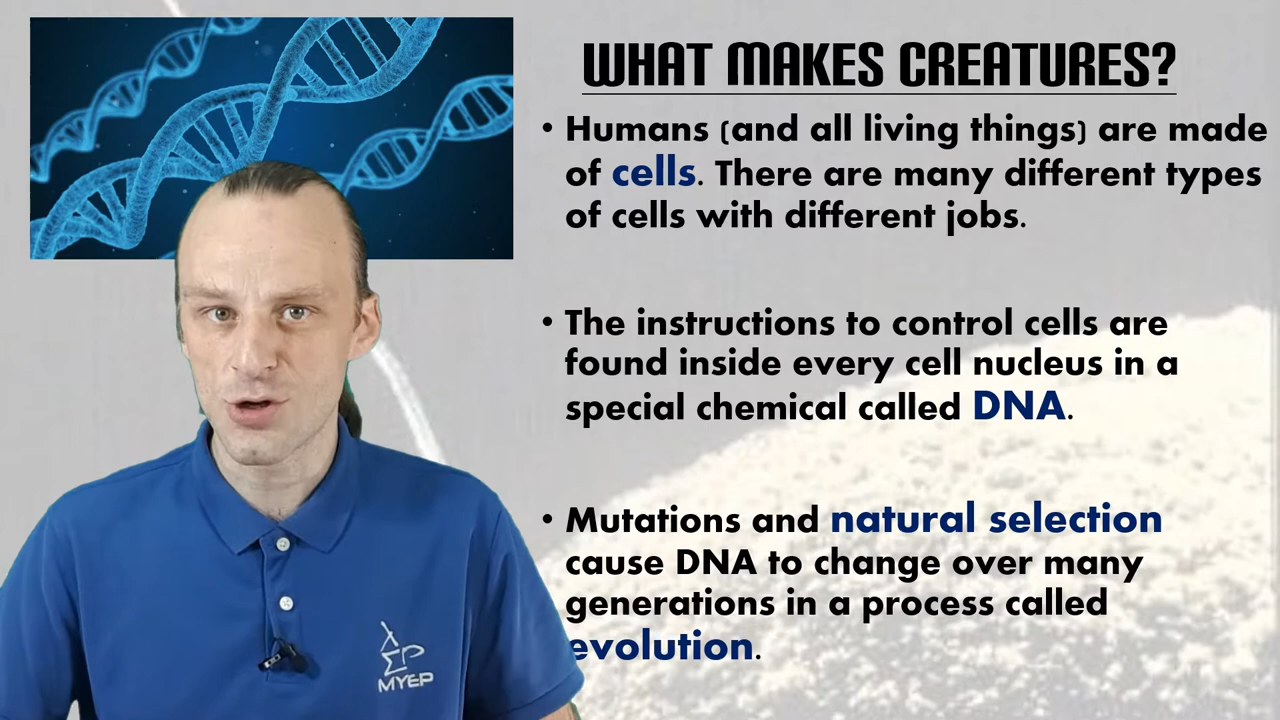 WHAT MAKES CREATURES?
• Humans (and all living things) are made
of cells. There are many different types
of cells with different jobs.
• The instructions to control cells are
found inside every cell nucleus in a
special chemical called DNA.
• Mutations and natural selection
cause DNA to change over many
generations in a process called
evolution.
MYEP